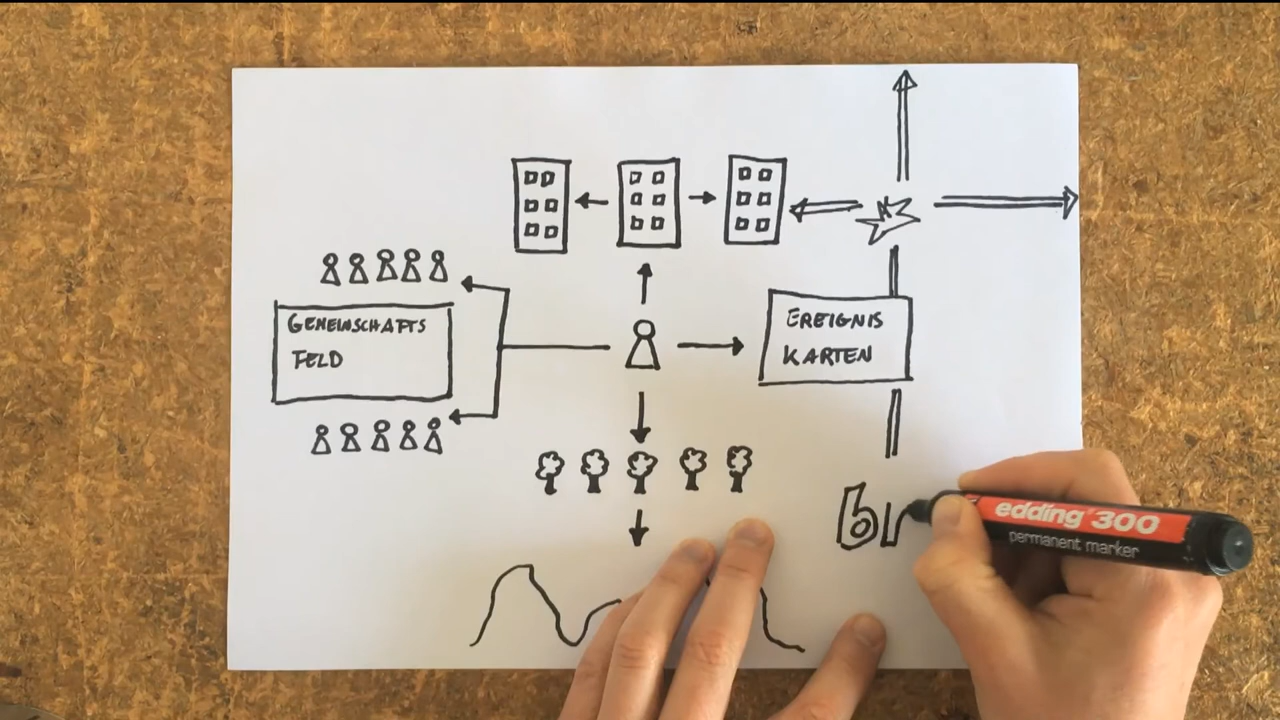 GEMEINSCHAFTS
FELD
EREIGNIS
KARTEN
edding 300
permanent marker